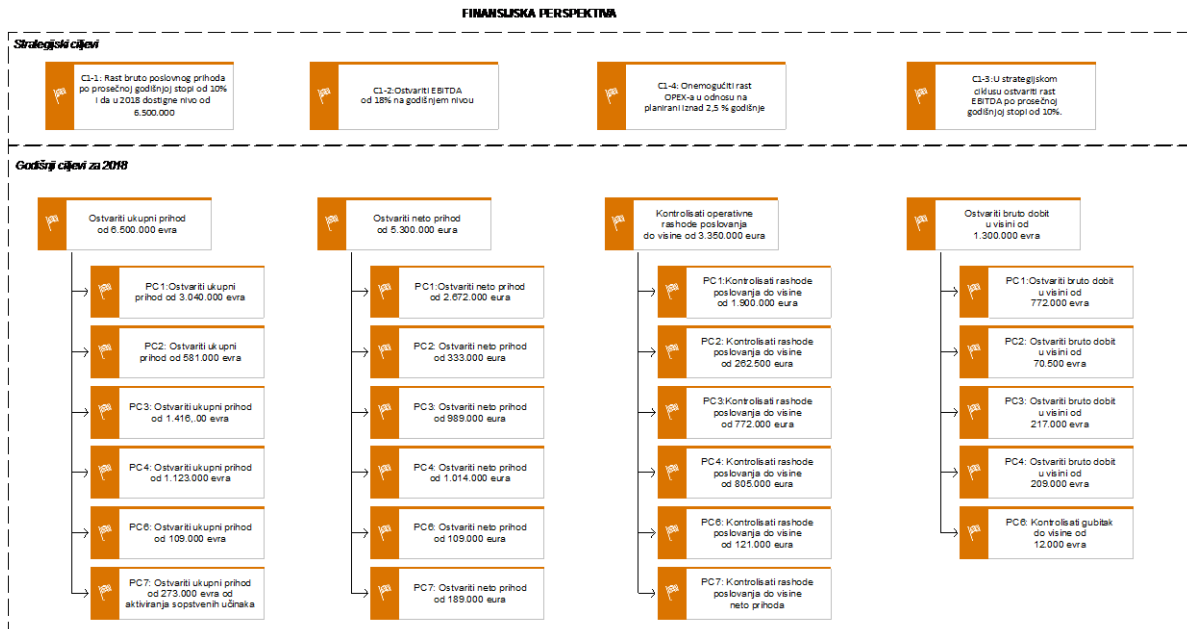 FINANSIJSKA PERSPEKTIVA
Strategijski ciljevi
C1-1: Rast bruto poslovnog prihoda
po prosečnoj godišnjoj stopi od 10%
i da u 2018 dostigne nivo od
6.500.000
C1-2:Ostvariti EBITDA
od 18% na godišnjem nivou
C1-4: Onemogućiti rast
OPEX-a u odnosu na
planirani iznad 2,5 % godišnje
C1-3: U strategijskom
ciklusu ostvariti rast
EBITDA po prosečnoj
godišnjoj stopi od 10%.
Godišnji ciljevi za 2018
Ostvariti ukupni prihod
od 6.500.000 evra
PC1:Ostvariti ukupni
prihod od 3.040.000 evra
PC2: Ostvariti ukupni
prihod od 581.000 evra
PC3: Ostvariti ukupni prihod
od 1.416,.00 evra
PC4: Ostvariti ukupni prihod
od 1.123.000 evra
PC6: Ostvariti ukupni prihod
od 109.000 evra
PC7: Ostvariti ukupni prihod
od 273.000 evra od
aktiviranja sopstvenih učinaka
Ostvariti neto prihod
od 5.300.000 eura
PC1:Ostvariti neto prihod
od 2.672.000 eura
PC2: Ostvariti neto prihod
od 333.000 eura
PC3: Ostvariti neto prihod
od 989.000 eura
PC4: Ostvariti neto prihod
od 1.014.000 eura
PC6: Ostvariti neto prihod
od 109.000 eura
PC7: Ostvariti neto prihod
od 189.000 eura
Kontrolisati operativne
rashode poslovanja
do visine od 3.350.000 eura
PC1:Kontrolisati rashode
poslovanja do visine
od 1.900.000 eura
PC2: Kontrolisati rashode
poslovanja do visine
od 262.500 eura
PC3:Kontrolisati rashode
poslovanja do visine
od 772.000 eura
PC4: Kontrolisati rashode
poslovanja do visine
od 805.000 eura
PC6: Kontrolisati rashode
poslovanja do visine
od 121.000 eura
PC7: Kontrolisati rashode
poslovanja do visine
neto prihoda
Ostvariti bruto dobit
u visini od
1.300.000 evra
PC1:Ostvariti bruto dobit
u visini od
772.000 evra
PC2: Ostvariti bruto dobit
u visini od
70.500 evra
PC3: Ostvariti bruto dobit
u visini od
217.000 evra
PC4: Ostvariti bruto dobit
u visini od
209.000 evra
PC6: Kontrolisati gubitak
do visine od
12.000 evra